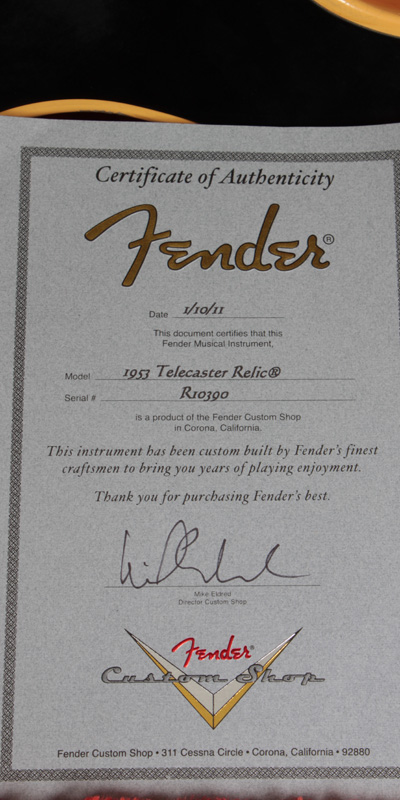 Certificate of Authenticity
Fender®
Date 1/10/11
This document certifies that this
Fender Musical Instrument,
Model 1953 Telecaster Relic®
Serial # R10390
is a product of the Fender Custom Shop
in Corona, California.
This instrument has been custom built by Fender's finest
craftsmen to bring you years of playing enjoyment.
Thank you for purchasing Fender's best.
Mike Eldred
Director Custom Shop
Fender®
Custom Shop
Fender Custom Shop • 311 Cessna Circle • Corona, California • 92880